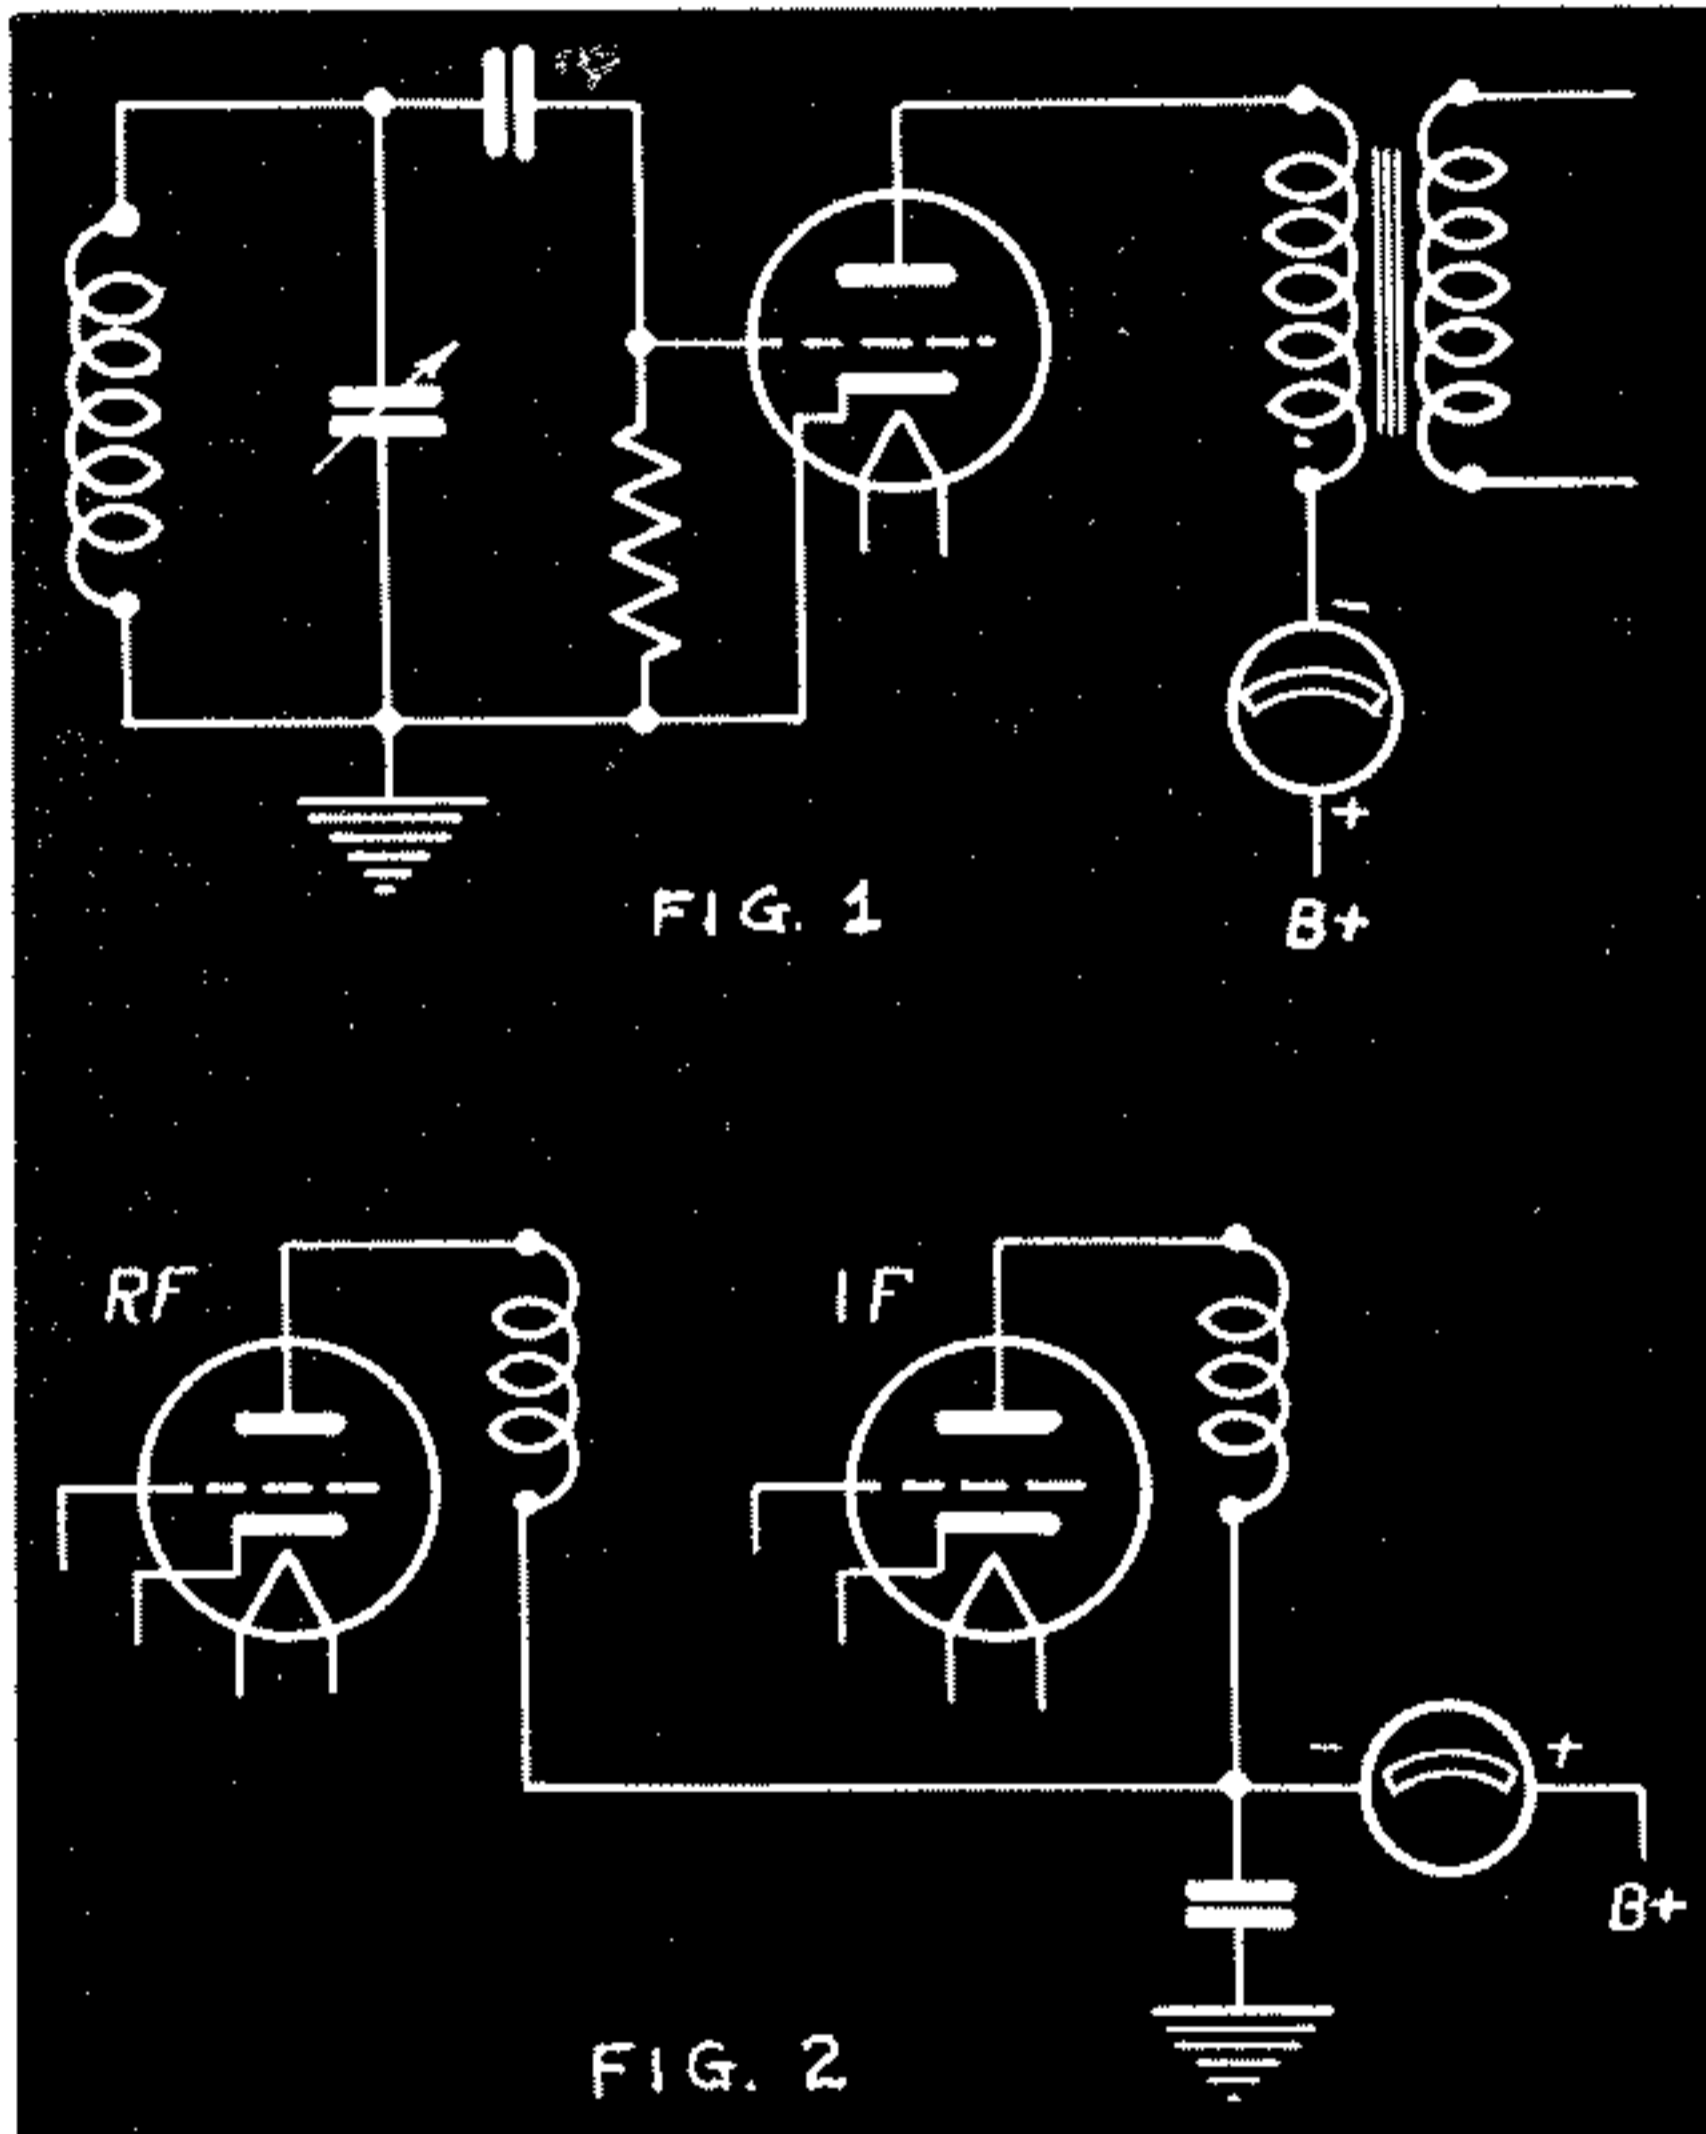 -
+
FIG. 1
B+
RF
IF
- +
B+
FIG. 2